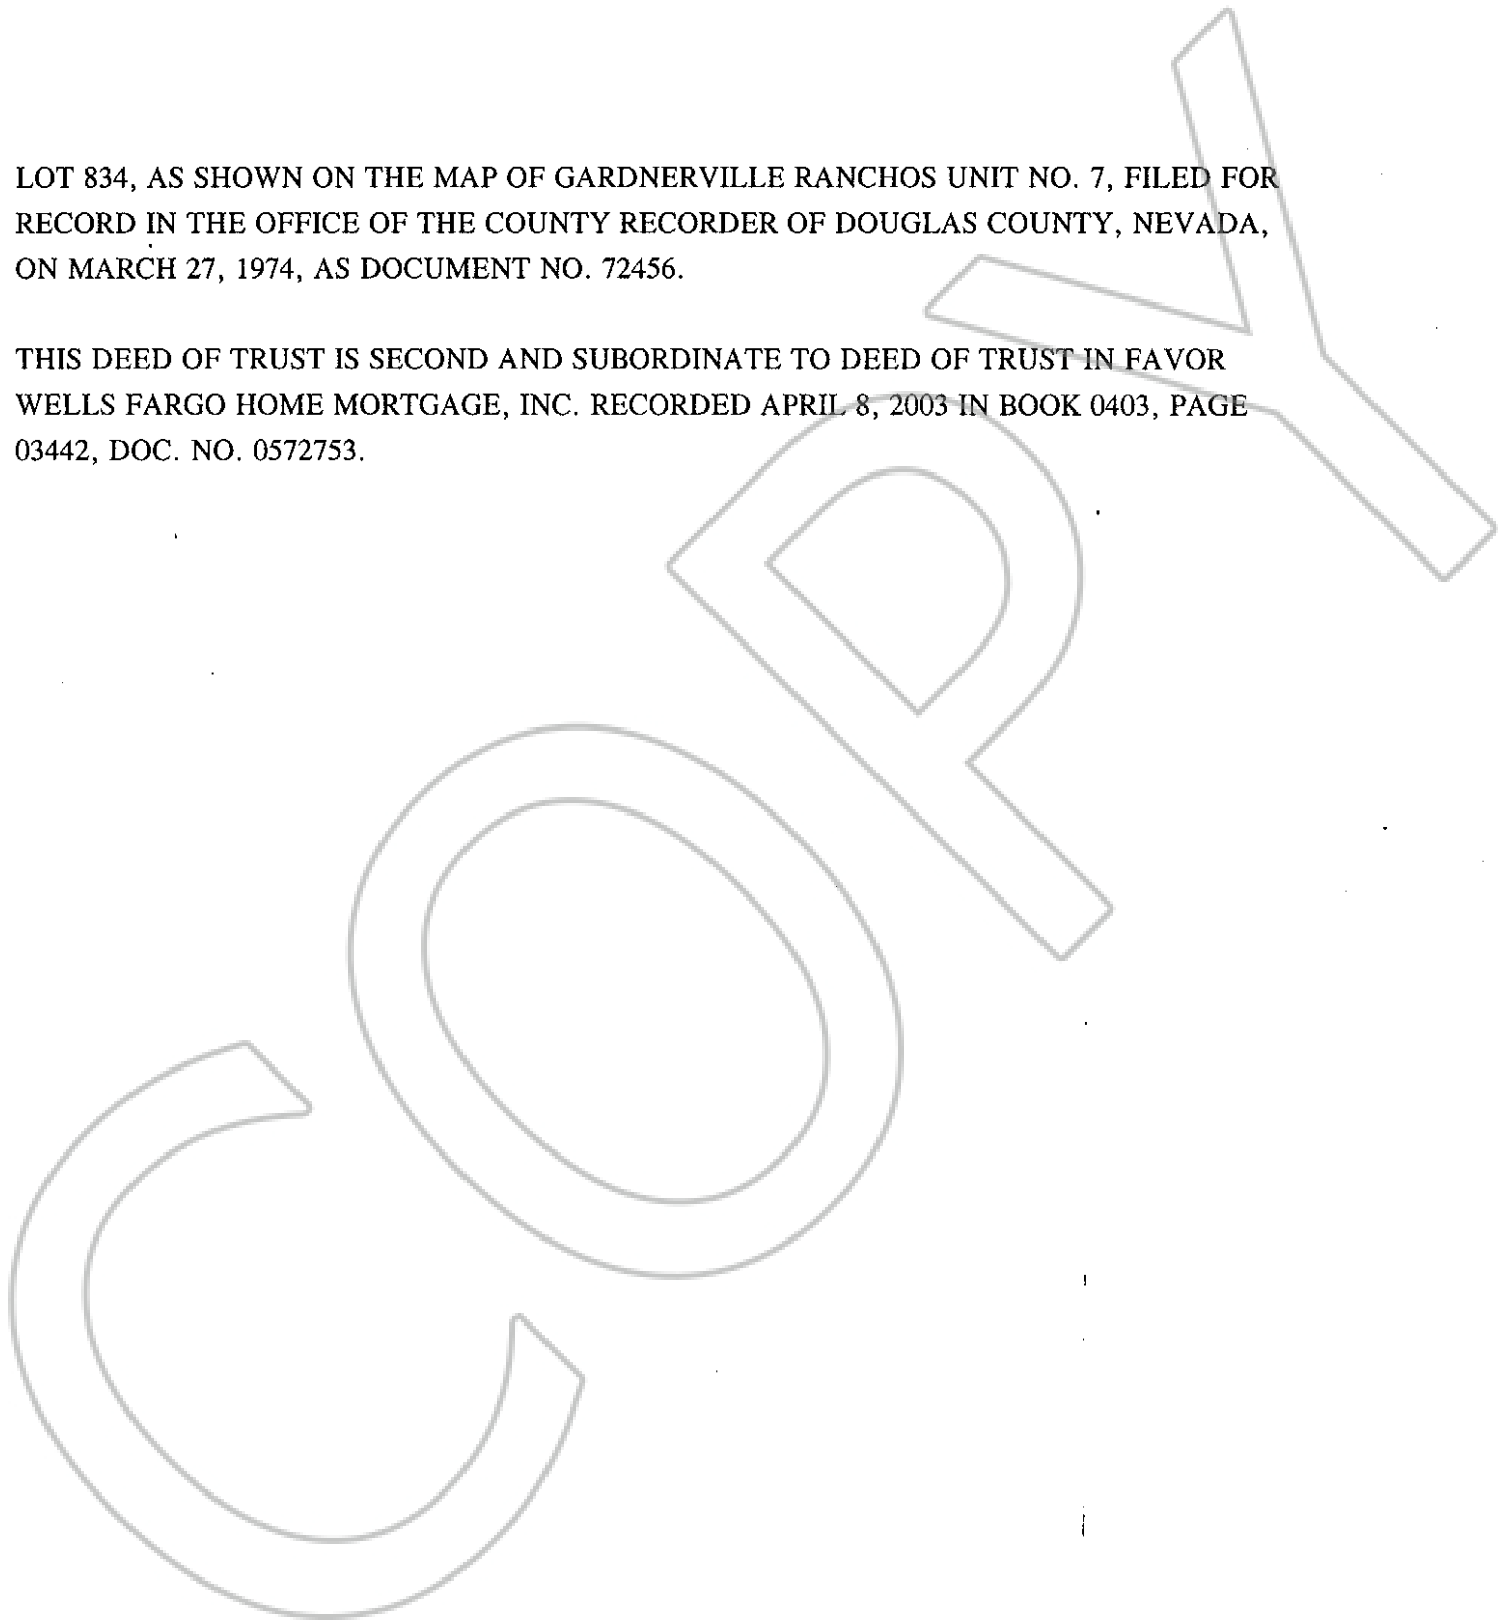 LOT 834, AS SHOWN ON THE MAP OF GARDNERVILLE RANCHOS UNIT NO. 7, FILED FOR
RECORD IN THE OFFICE OF THE COUNTY RECORDER OF DOUGLAS COUNTY, NEVADA,
ON MARCH 27, 1974, AS DOCUMENT NO. 72456.
THIS DEED OF TRUST IS SECOND AND SUBORDINATE TO DEED OF TRUST IN FAVOR
WELLS FARGO HOME MORTGAGE, INC. RECORDED APRIL 8, 2003 IN BOOK 0403, PAGE
03442, DOC. NO. 0572753.
COPY